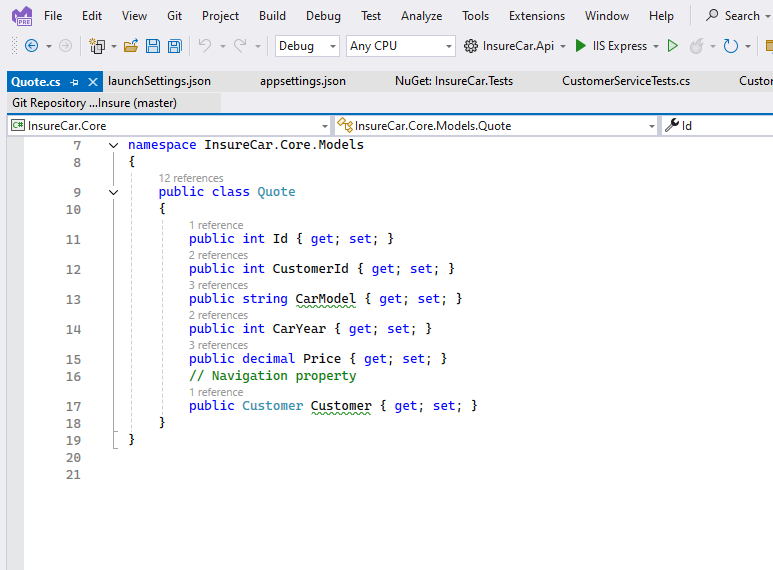 PRE File Edit View Git Project Build Debug Test Analyze Tools Extensions Window Help Search
Debug Any CPU InsureCar.Api IIS Express
Quote.cs launchSettings.json appsettings.json NuGet: InsureCar.Tests CustomerServiceTests.cs Custor
Git Repository ...Insure (master)
C# InsureCar.Core InsureCar.Core.Models.Quote Id
7 namespace InsureCar.Core.Models
8 {
12 references
9 public class Quote
10 {
1 reference
11 public int Id { get; set; }
2 references
12 public int CustomerId { get; set; }
3 references
13 public string CarModel { get; set; }
2 references
14 public int CarYear { get; set; }
3 references
15 public decimal Price { get; set; }
16 // Navigation property
1 reference
17 public Customer Customer { get; set; }
18 }
19 }
20
21